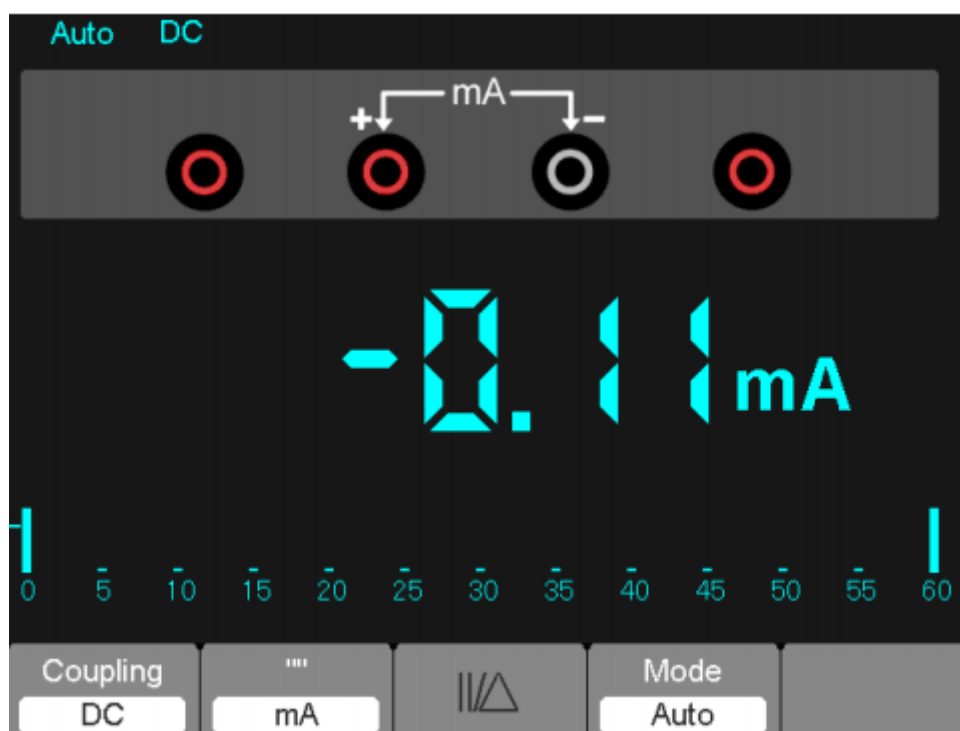 Auto DC
mA
+ -
-0.11 mA
0 5 10 15 20 25 30 35 40 45 50 55 60
Coupling "" ||/△ Mode
DC mA Auto